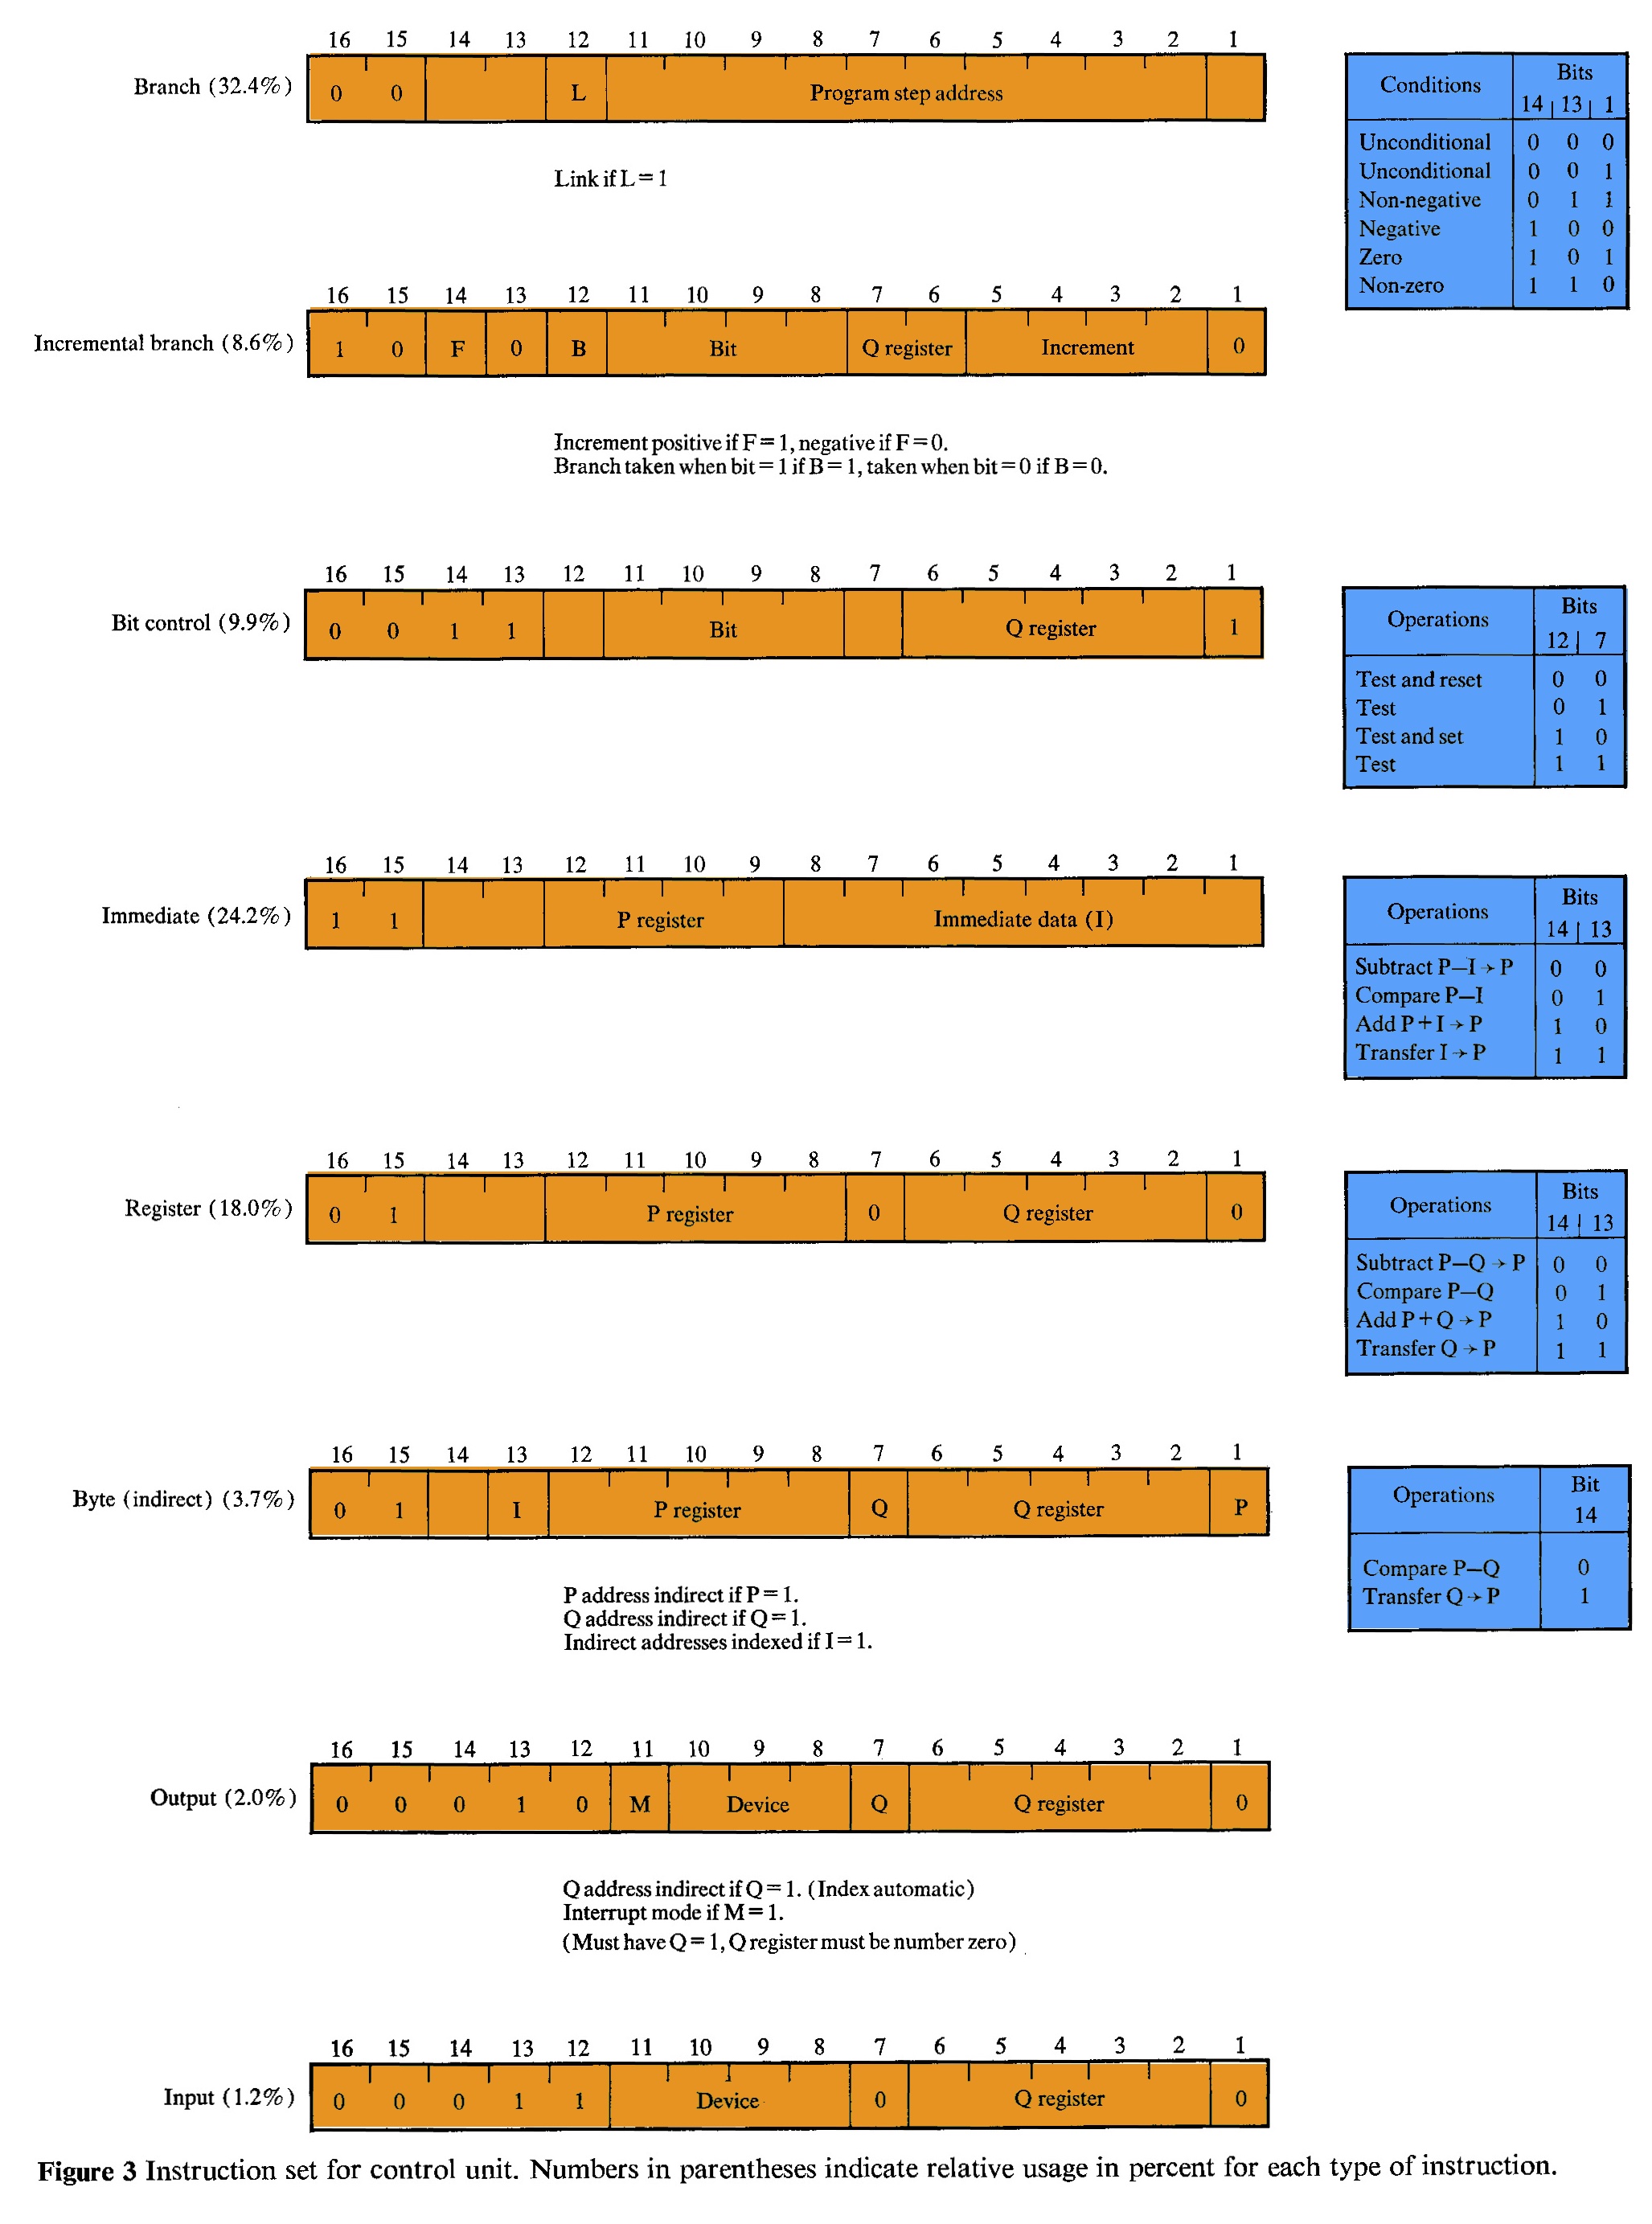 16 15 14 13 12 11 10 9 8 7 6 5 4 3 2 1
Branch (32.4%) 0 0 L Program step address
Link if L = 1
Conditions Bits
14 13 1
Unconditional 0 0 0
Unconditional 0 0 1
Non-negative 0 1 1
Negative 1 0 0
Zero 1 0 1
Non-zero 1 1 0
16 15 14 13 12 11 10 9 8 7 6 5 4 3 2 1
Incremental branch (8.6%) 1 0 F 0 B Bit Q register Increment 0
Increment positive if F = 1, negative if F = 0.
Branch taken when bit = 1 if B = 1, taken when bit = 0 if B = 0.
16 15 14 13 12 11 10 9 8 7 6 5 4 3 2 1
Bit control (9.9%) 0 0 1 1 Bit Q register 1
Operations Bits
12 7
Test and reset 0 0
Test 0 1
Test and set 1 0
Test 1 1
16 15 14 13 12 11 10 9 8 7 6 5 4 3 2 1
Immediate (24.2%) 1 1 P register Immediate data (I)
Operations Bits
14 13
Subtract P–I → P 0 0
Compare P–I 0 1
Add P + I → P 1 0
Transfer I → P 1 1
16 15 14 13 12 11 10 9 8 7 6 5 4 3 2 1
Register (18.0%) 0 1 P register 0 Q register 0
Operations Bits
14 13
Subtract P–Q → P 0 0
Compare P–Q 0 1
Add P + Q → P 1 0
Transfer Q → P 1 1
16 15 14 13 12 11 10 9 8 7 6 5 4 3 2 1
Byte (indirect) (3.7%) 0 1 I P register Q Q register P
P address indirect if P = 1.
Q address indirect if Q = 1.
Indirect addresses indexed if I = 1.
Operations Bit
14
Compare P–Q 0
Transfer Q → P 1
16 15 14 13 12 11 10 9 8 7 6 5 4 3 2 1
Output (2.0%) 0 0 0 1 0 M Device Q Q register 0
Q address indirect if Q = 1. (Index automatic)
Interrupt mode if M = 1.
(Must have Q = 1, Q register must be number zero)
16 15 14 13 12 11 10 9 8 7 6 5 4 3 2 1
Input (1.2%) 0 0 0 1 1 Device 0 Q register 0
Figure 3 Instruction set for control unit. Numbers in parentheses indicate relative usage in percent for each type of instruction.